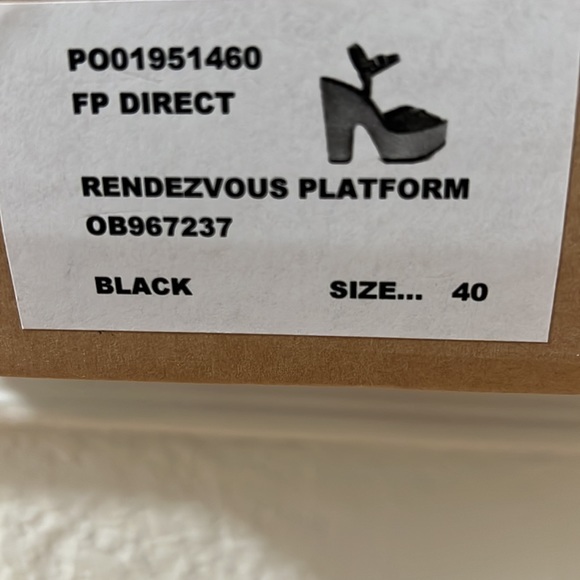 PO01951460
FP DIRECT
RENDEZVOUS PLATFORM
OB967237
BLACK SIZE... 40